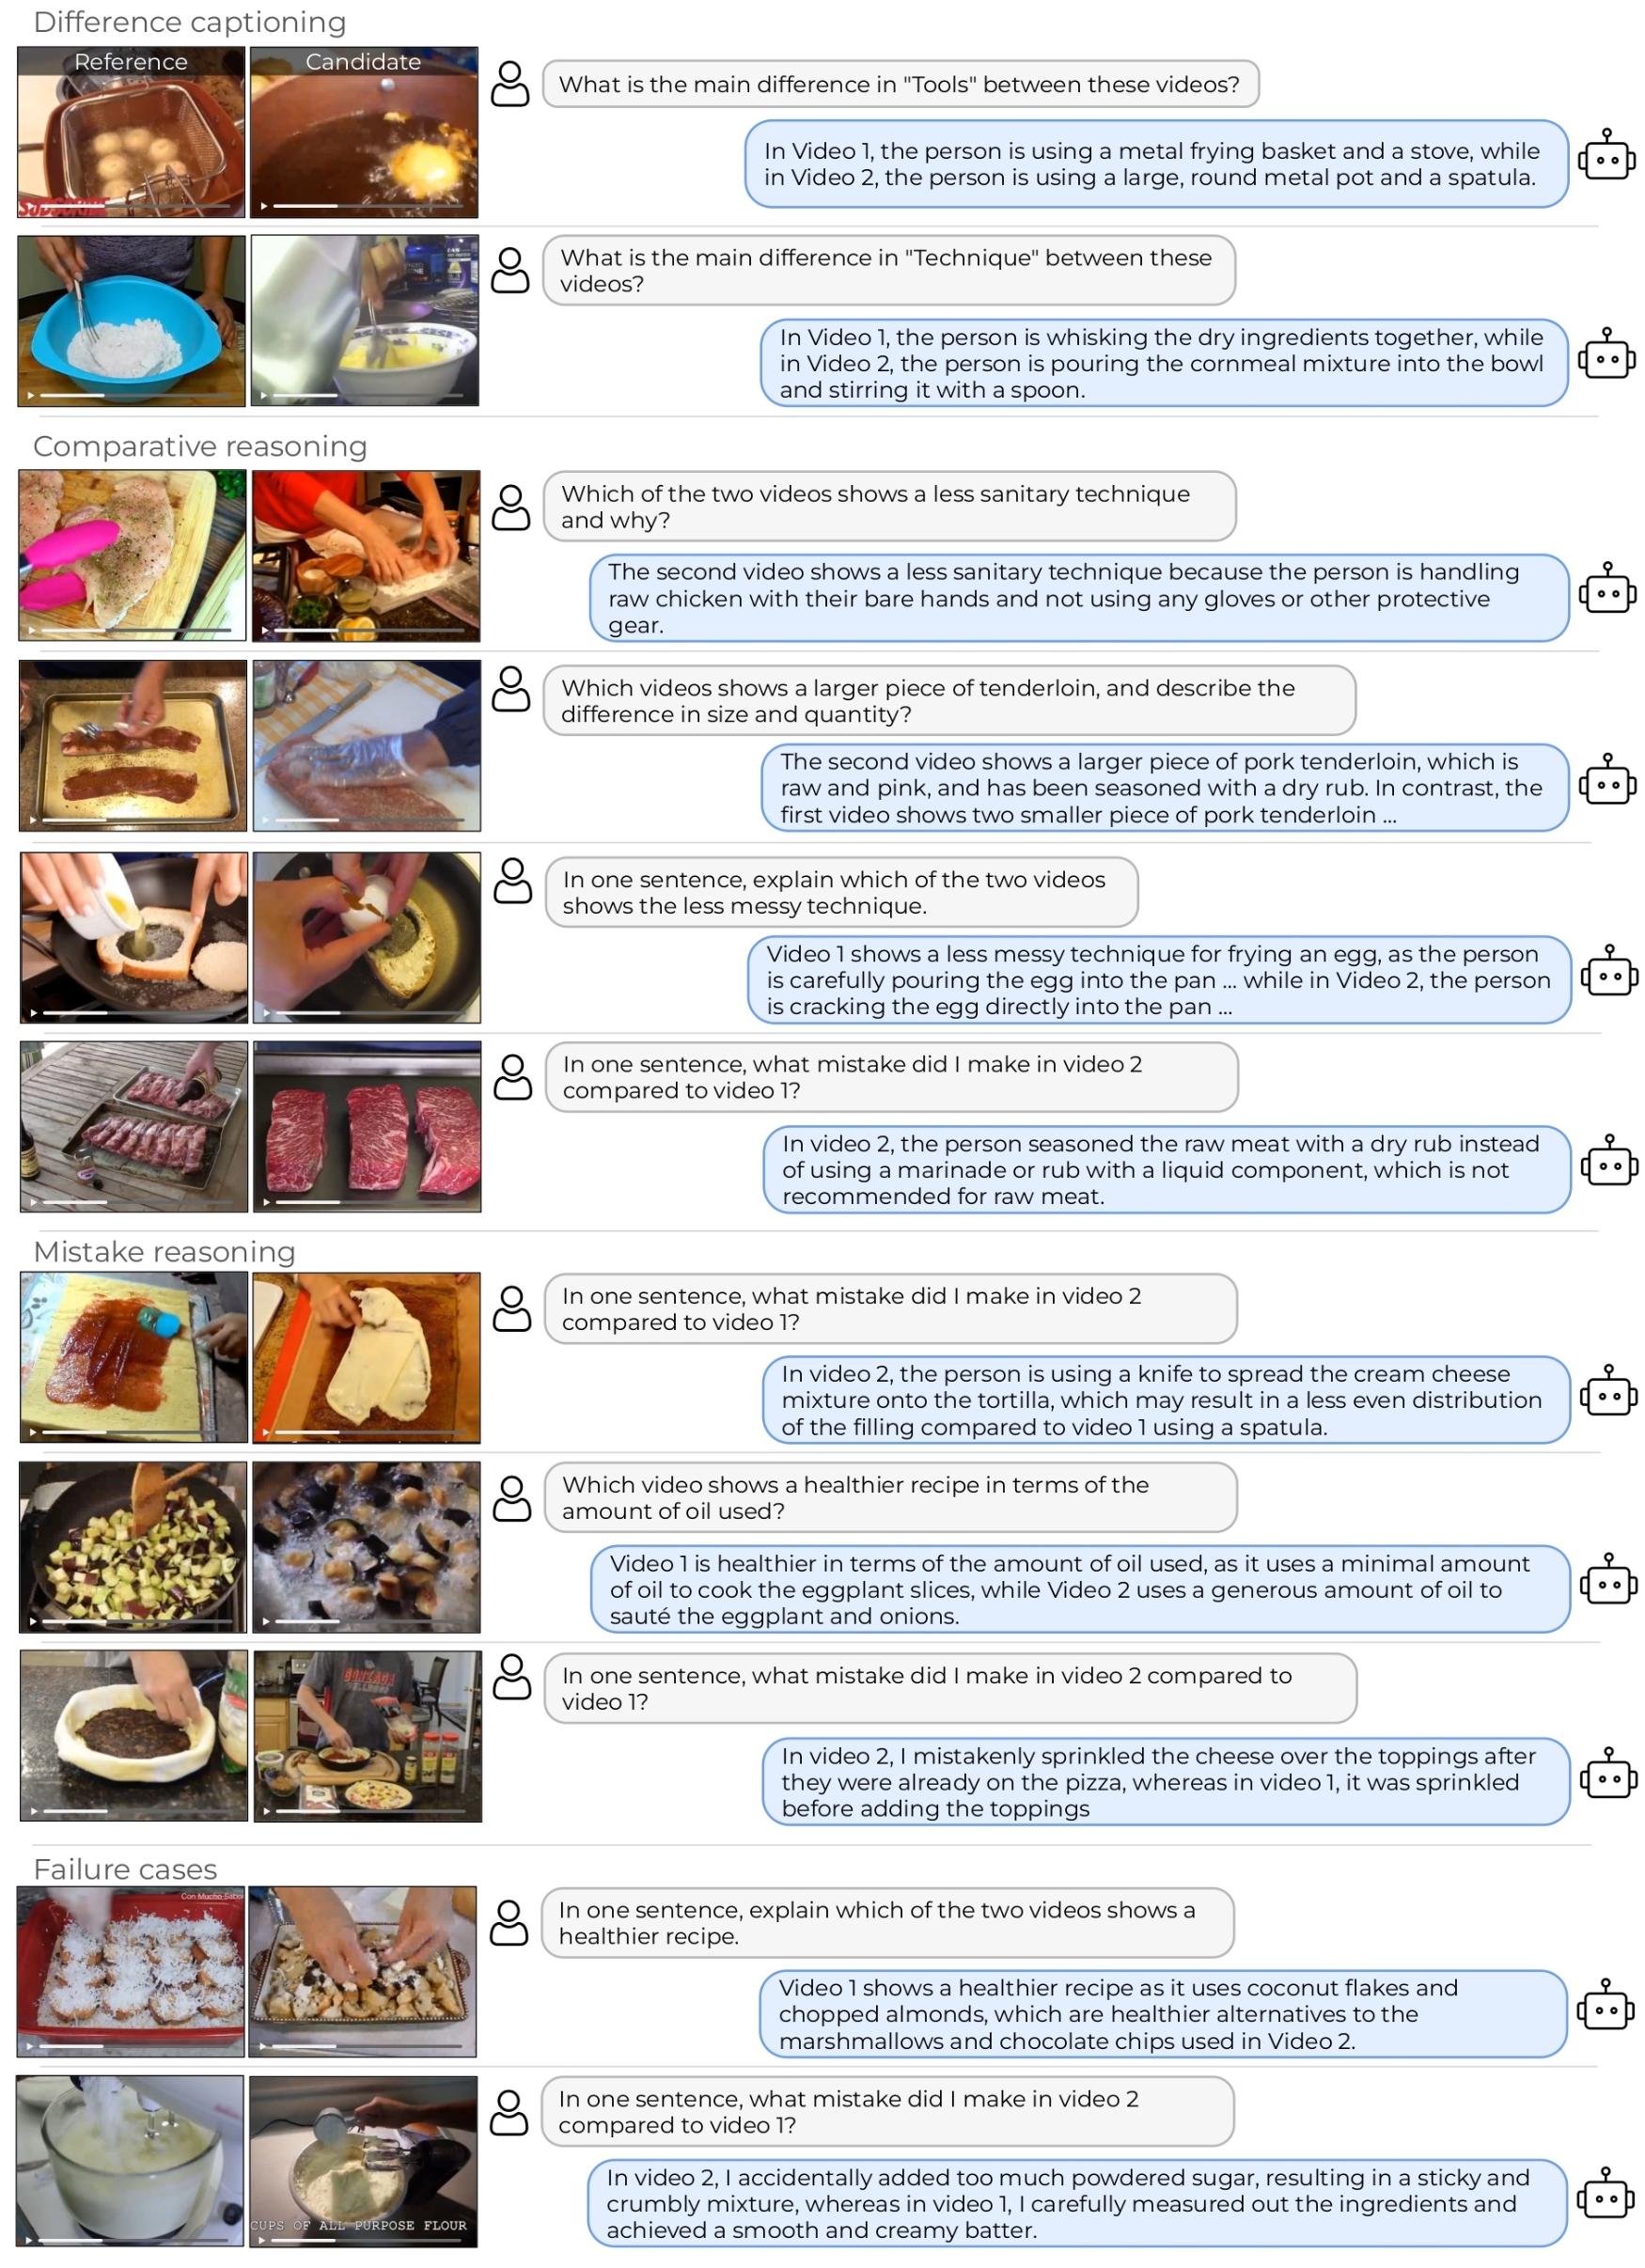 Difference captioning
Reference
Candidate
SUBSCRIBE
What is the main difference in "Tools" between these videos?
In Video 1, the person is using a metal frying basket and a stove, while
in Video 2, the person is using a large, round metal pot and a spatula.
What is the main difference in "Technique" between these
videos?
In Video 1, the person is whisking the dry ingredients together, while
in Video 2, the person is pouring the cornmeal mixture into the bowl
and stirring it with a spoon.
Comparative reasoning
Which of the two videos shows a less sanitary technique
and why?
The second video shows a less sanitary technique because the person is handling
raw chicken with their bare hands and not using any gloves or other protective
gear.
Which videos shows a larger piece of tenderloin, and describe the
difference in size and quantity?
The second video shows a larger piece of pork tenderloin, which is
raw and pink, and has been seasoned with a dry rub. In contrast, the
first video shows two smaller piece of pork tenderloin ...
In one sentence, explain which of the two videos
shows the less messy technique.
Video 1 shows a less messy technique for frying an egg, as the person
is carefully pouring the egg into the pan ... while in Video 2, the person
is cracking the egg directly into the pan ...
In one sentence, what mistake did I make in video 2
compared to video 1?
In video 2, the person seasoned the raw meat with a dry rub instead
of using a marinade or rub with a liquid component, which is not
recommended for raw meat.
Mistake reasoning
In one sentence, what mistake did I make in video 2
compared to video 1?
In video 2, the person is using a knife to spread the cream cheese
mixture onto the tortilla, which may result in a less even distribution
of the filling compared to video 1 using a spatula.
Which video shows a healthier recipe in terms of the
amount of oil used?
Video 1 is healthier in terms of the amount of oil used, as it uses a minimal amount
of oil to cook the eggplant slices, while Video 2 uses a generous amount of oil to
sauté the eggplant and onions.
In one sentence, what mistake did I make in video 2 compared to
video 1?
In video 2, I mistakenly sprinkled the cheese over the toppings after
they were already on the pizza, whereas in video 1, it was sprinkled
before adding the toppings
Failure cases
Con Mucho Sabor
In one sentence, explain which of the two videos shows a
healthier recipe.
Video 1 shows a healthier recipe as it uses coconut flakes and
chopped almonds, which are healthier alternatives to the
marshmallows and chocolate chips used in Video 2.
In one sentence, what mistake did I make in video 2
compared to video 1?
CUPS OF ALL PURPOSE FLOUR
In video 2, I accidentally added too much powdered sugar, resulting in a sticky and
crumbly mixture, whereas in video 1, I carefully measured out the ingredients and
achieved a smooth and creamy batter.